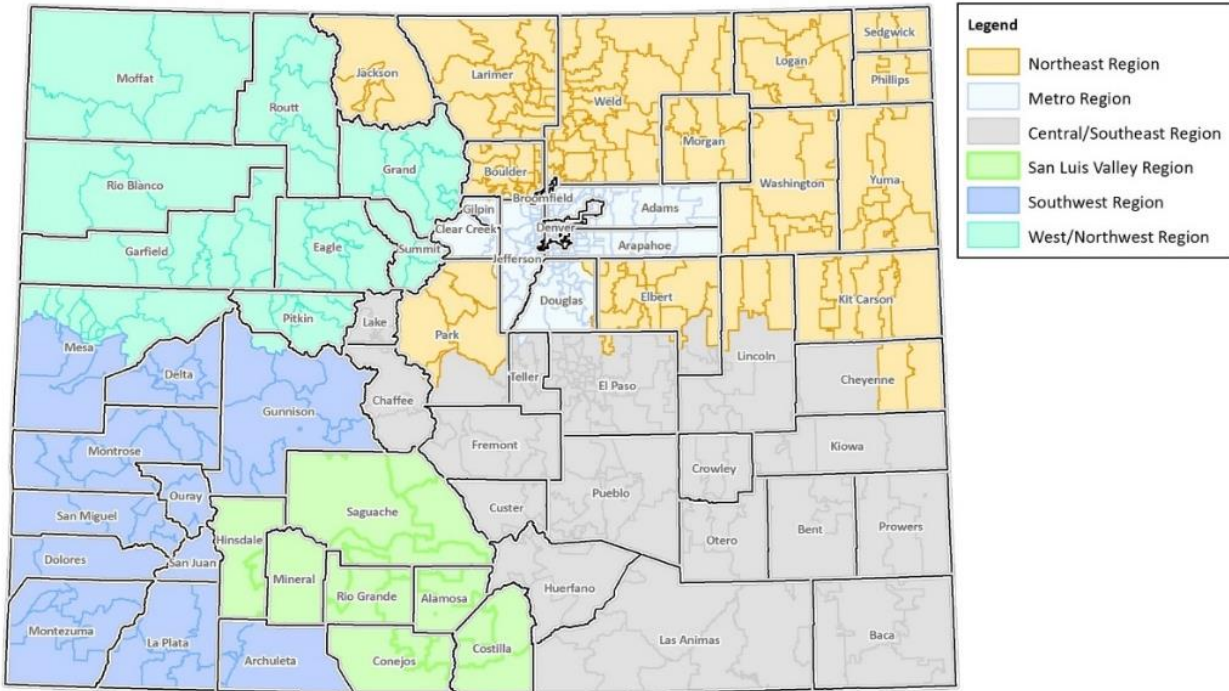 Legend
Northeast Region
Metro Region
Central/Southeast Region
San Luis Valley Region
Southwest Region
West/Northwest Region
Moffat
Routt
Jackson
Larimer
Weld
Logan
Sedgwick
Phillips
Morgan
Rio Blanco
Grand
Boulder
Washington
Yuma
Broomfield
Gilpin
Adams
Garfield
Eagle
Summit
Clear Creek
Denver
Arapahoe
Jefferson
Mesa
Pitkin
Lake
Park
Douglas
Elbert
Kit Carson
Delta
Gunnison
Chaffee
Teller
El Paso
Lincoln
Cheyenne
Montrose
Fremont
Kiowa
Crowley
Ouray
San Miguel
Saguache
Custer
Pueblo
Otero
Bent
Prowers
Dolores
San Juan
Hinsdale
Mineral
Rio Grande
Alamosa
Huerfano
Montezuma
La Plata
Archuleta
Conejos
Costilla
Las Animas
Baca